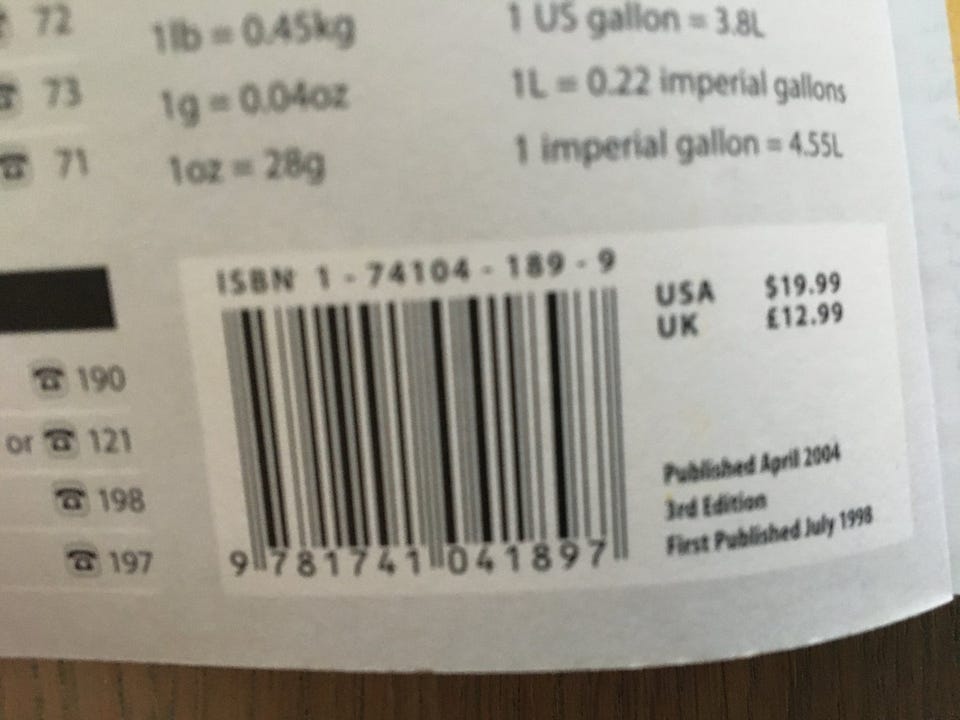 72
1lb = 0.45kg
1 US gallon = 3.8L
73
1g = 0.04oz
1L = 0.22 imperial gallons
71
1oz = 28g
1 imperial gallon = 4.55L
ISBN 1 - 74104 - 189 - 9
USA $19.99
UK £12.99
190
or 121
198
197
9 781741 041897
Published April 2004
3rd Edition
First Published July 1998